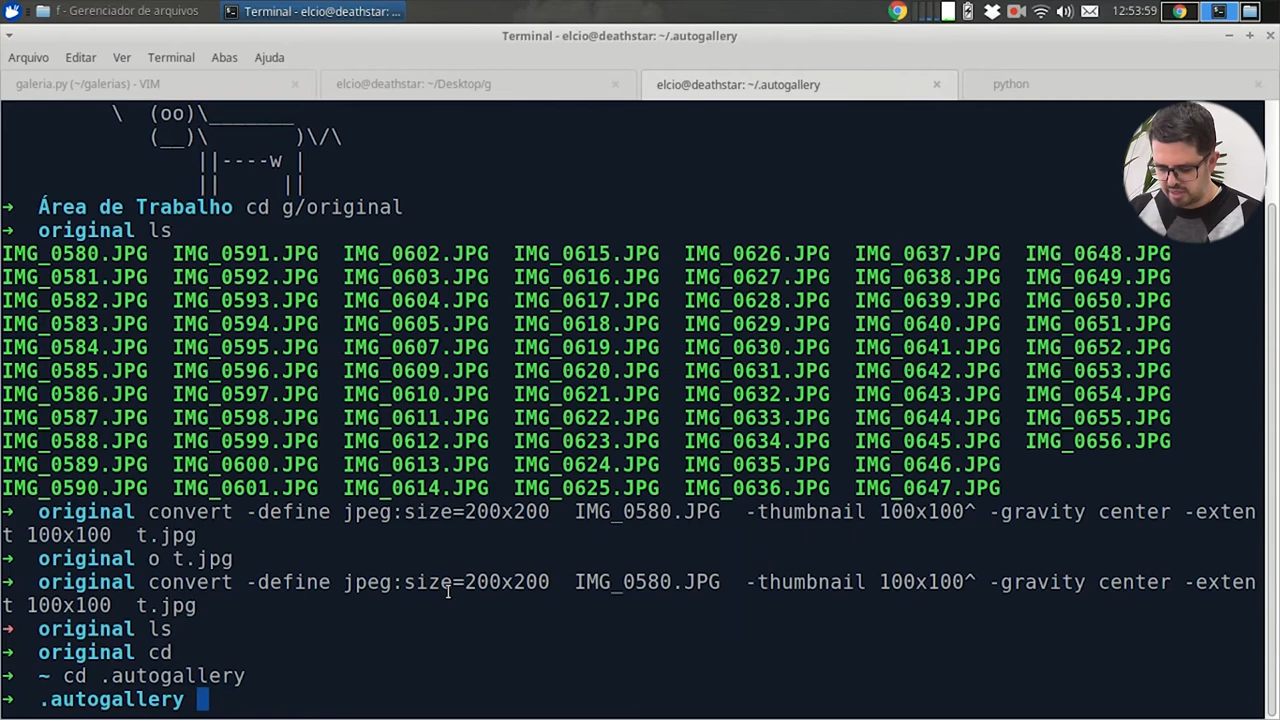 f - Gerenciador de arquivos
Terminal - elcio@deathstar: ...
12:53:59
Terminal - elcio@deathstar: ~/.autogallery
Arquivo Editar Ver Terminal Abas Ajuda
galeria.py (~/galerias) - VIM
elcio@deathstar: ~/Desktop/g
elcio@deathstar: ~/.autogallery
python
\ (oo)\_______
(__)\ )\/\
||----w |
|| ||
➜ Área de Trabalho cd g/original
➜ original ls
IMG_0580.JPG IMG_0591.JPG IMG_0602.JPG IMG_0615.JPG IMG_0626.JPG IMG_0637.JPG IMG_0648.JPG
IMG_0581.JPG IMG_0592.JPG IMG_0603.JPG IMG_0616.JPG IMG_0627.JPG IMG_0638.JPG IMG_0649.JPG
IMG_0582.JPG IMG_0593.JPG IMG_0604.JPG IMG_0617.JPG IMG_0628.JPG IMG_0639.JPG IMG_0650.JPG
IMG_0583.JPG IMG_0594.JPG IMG_0605.JPG IMG_0618.JPG IMG_0629.JPG IMG_0640.JPG IMG_0651.JPG
IMG_0584.JPG IMG_0595.JPG IMG_0607.JPG IMG_0619.JPG IMG_0630.JPG IMG_0641.JPG IMG_0652.JPG
IMG_0585.JPG IMG_0596.JPG IMG_0609.JPG IMG_0620.JPG IMG_0631.JPG IMG_0642.JPG IMG_0653.JPG
IMG_0586.JPG IMG_0597.JPG IMG_0610.JPG IMG_0621.JPG IMG_0632.JPG IMG_0643.JPG IMG_0654.JPG
IMG_0587.JPG IMG_0598.JPG IMG_0611.JPG IMG_0622.JPG IMG_0633.JPG IMG_0644.JPG IMG_0655.JPG
IMG_0588.JPG IMG_0599.JPG IMG_0612.JPG IMG_0623.JPG IMG_0634.JPG IMG_0645.JPG IMG_0656.JPG
IMG_0589.JPG IMG_0600.JPG IMG_0613.JPG IMG_0624.JPG IMG_0635.JPG IMG_0646.JPG
IMG_0590.JPG IMG_0601.JPG IMG_0614.JPG IMG_0625.JPG IMG_0636.JPG IMG_0647.JPG
➜ original convert -define jpeg:size=200x200 IMG_0580.JPG -thumbnail 100x100^ -gravity center -exten
t 100x100 t.jpg
➜ original o t.jpg
➜ original convert -define jpeg:size=200x200 IMG_0580.JPG -thumbnail 100x100^ -gravity center -exten
t 100x100 t.jpg
➜ original ls
➜ original cd
➜ ~ cd .autogallery
➜ .autogallery